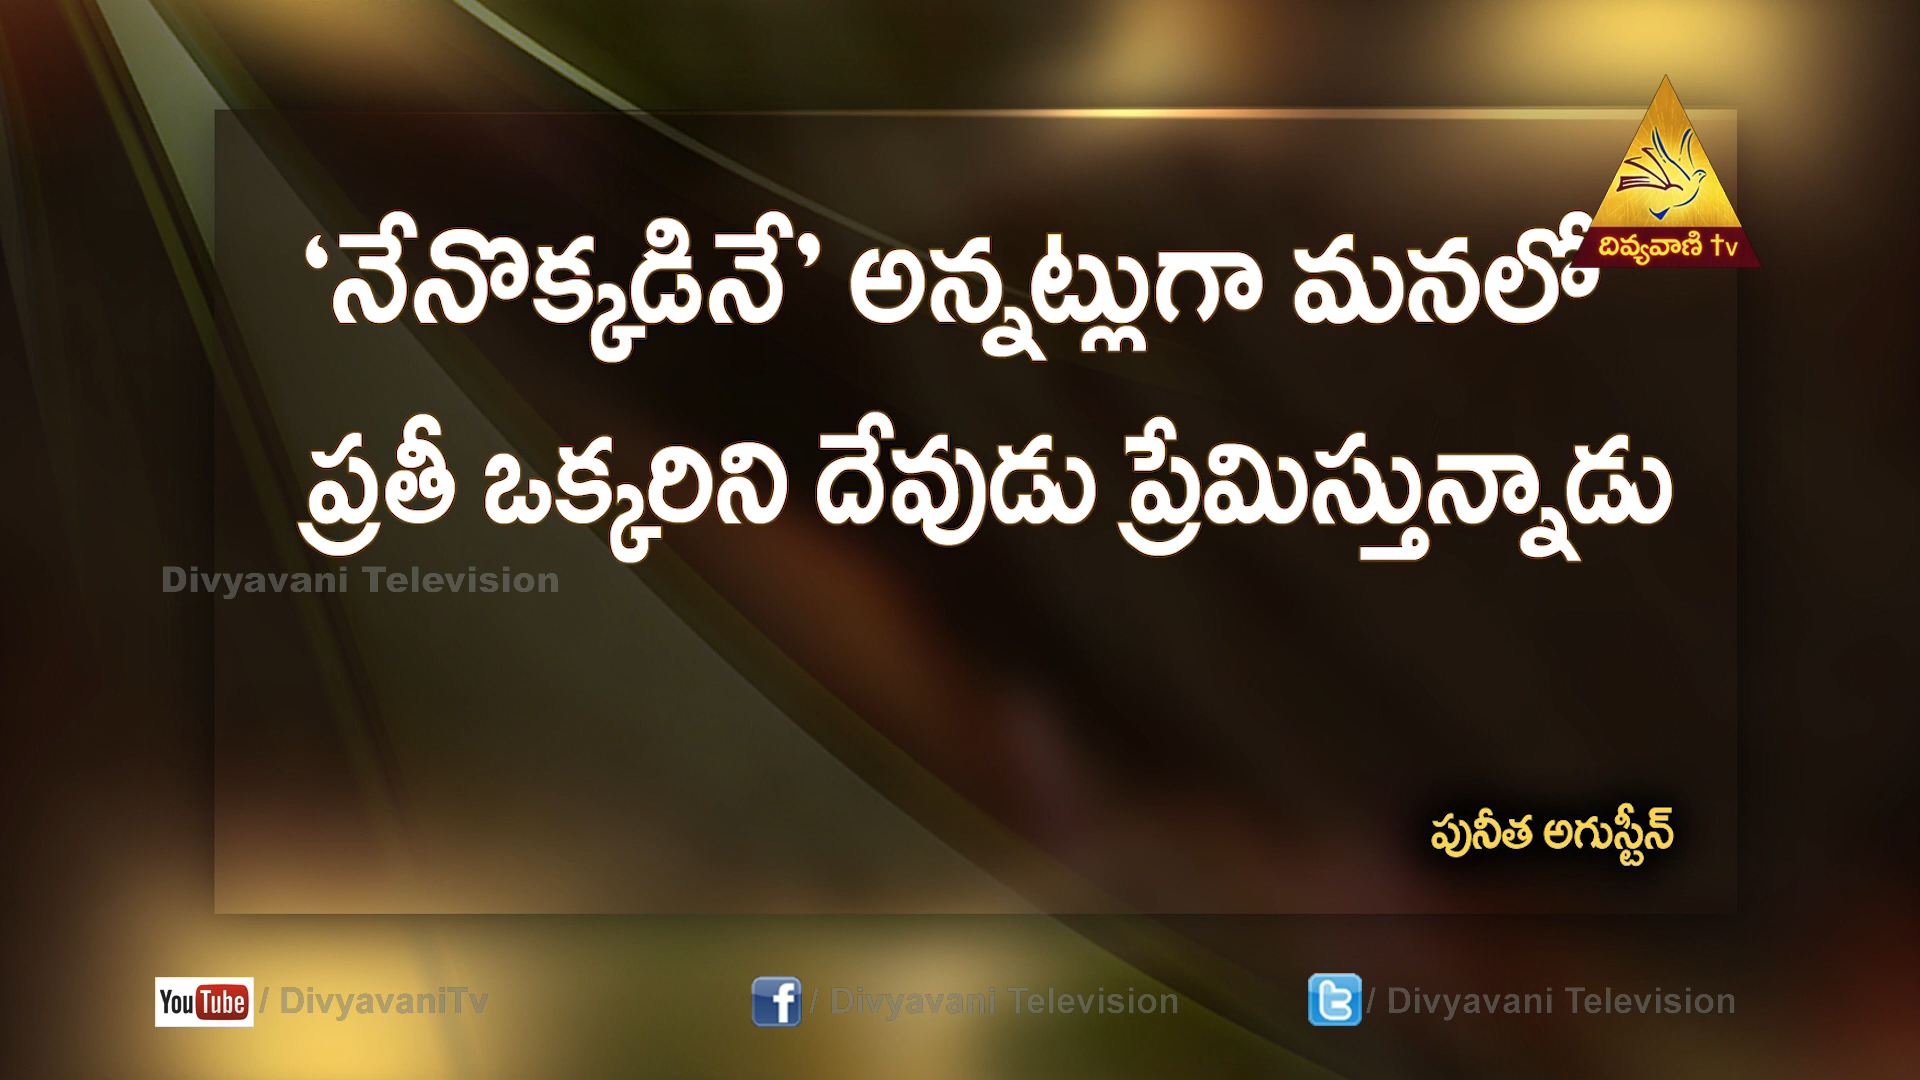 ‘నేనొక్కడినే’ అన్నట్లుగా మనలో
దివ్యవాణి tv
ప్రతీ ఒక్కరిని దేవుడు ప్రేమిస్తున్నాడు
Divyavani Television
పునీత అగుస్టీన్
YouTube / DivyavaniTv
f / Divyavani Television
t / Divyavani Television